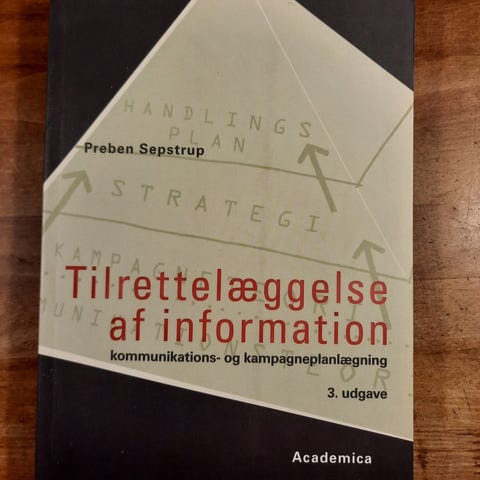 HANDLINGS
PLAN
Preben Sepstrup
STRATEGI
Tilrettelæggelse
af information
kommunikations- og kampagneplanlægning
3. udgave
Academica